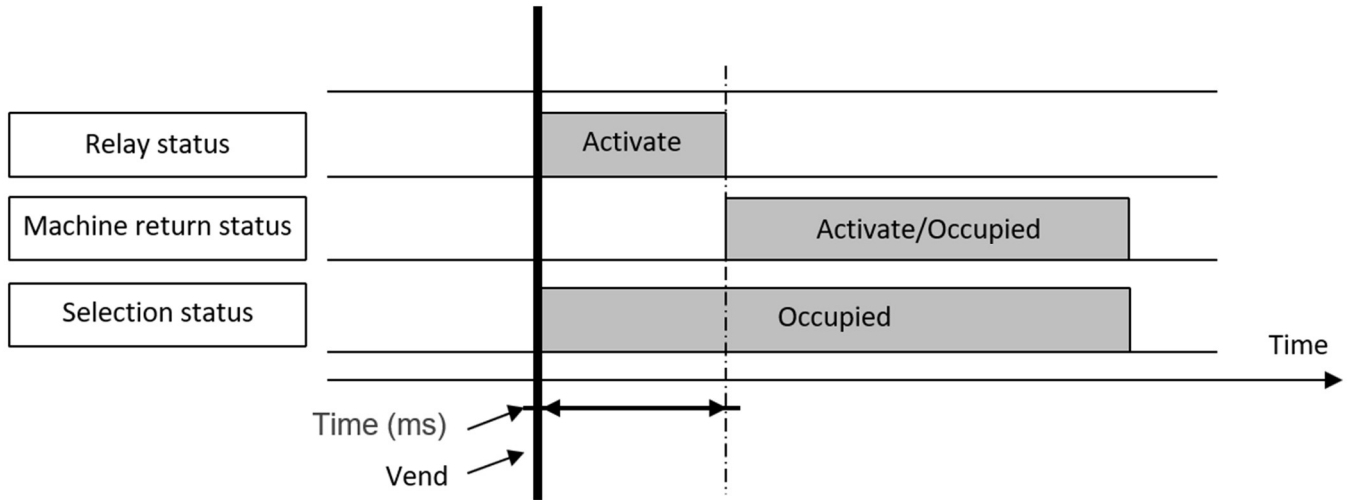 Relay status
Activate
Machine return status
Activate/Occupied
Selection status
Occupied
Time
Time (ms)
Vend